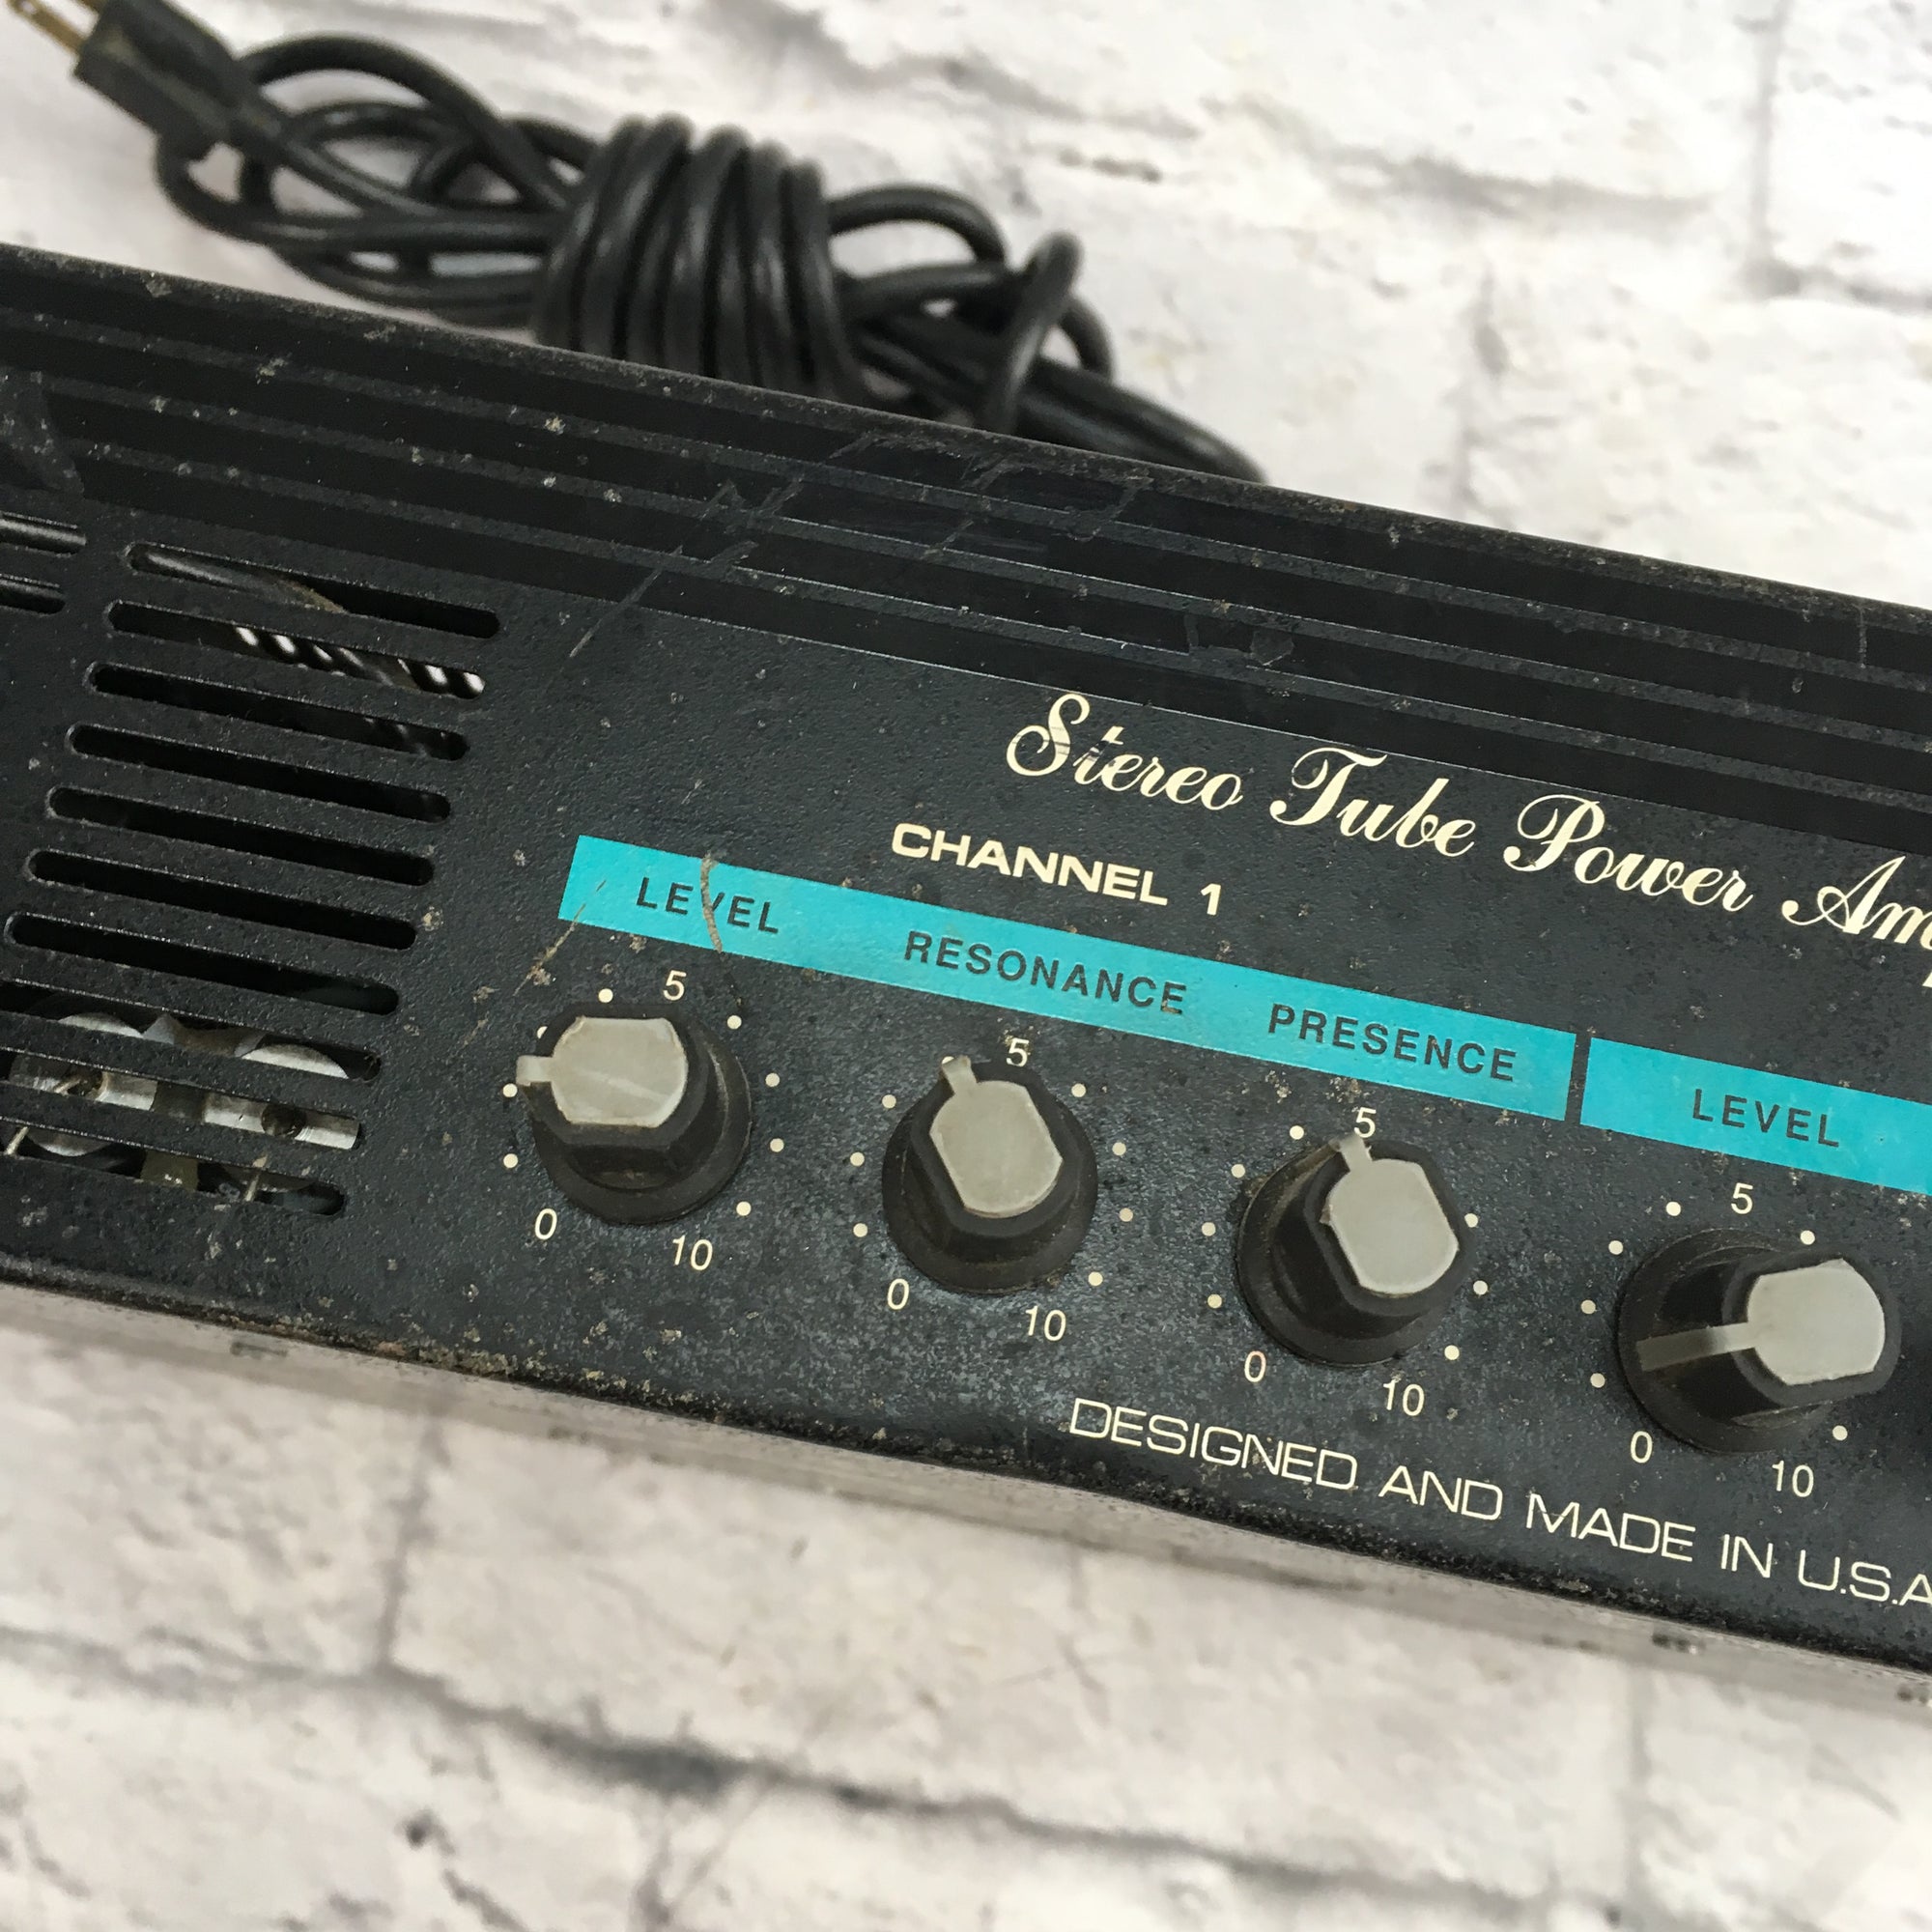 Stereo Tube Power
CHANNEL 1
LEVEL RESONANCE PRESENCE LEVEL
5 5 5 5
0 10 0 10 0 10 0 10
DESIGNED AND MADE IN U.S.A